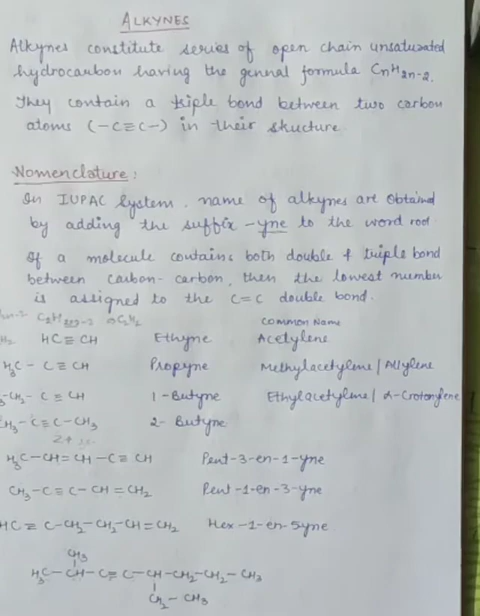 ALKYNES
Alkynes constitute series of open chain unsaturated
hydrocarbon having the general formula CnH2n-2.
They contain a triple bond between two carbon
atoms (-C≡C-) in their structure.
Nomenclature:
In IUPAC System, name of alkynes are Obtained
by adding the suffix -yne to the word root.
If a molecule contains both double & triple bond
between carbon-carbon, then the lowest number
is assigned to the C=C double bond.
COMMON NAME
HC≡CH Ethyne Acetylene
H3C-C≡CH Propyne Methylacetylene/Allylene
-CH2-C≡CH 1-Butyne Ethylacetylene/α-Crotonylene
CH3-C≡C-CH3 2-Butyne
H3C-CH=CH-C≡CH Pent-3-en-1-yne
CH3-C≡C-CH=CH2 Pent-1-en-3-yne
HC≡C-CH2-CH2-CH=CH2 Hex-1-en-5yne
CH3
H3C-CH-C≡C-CH-CH2-CH2-CH3
CH2-CH3